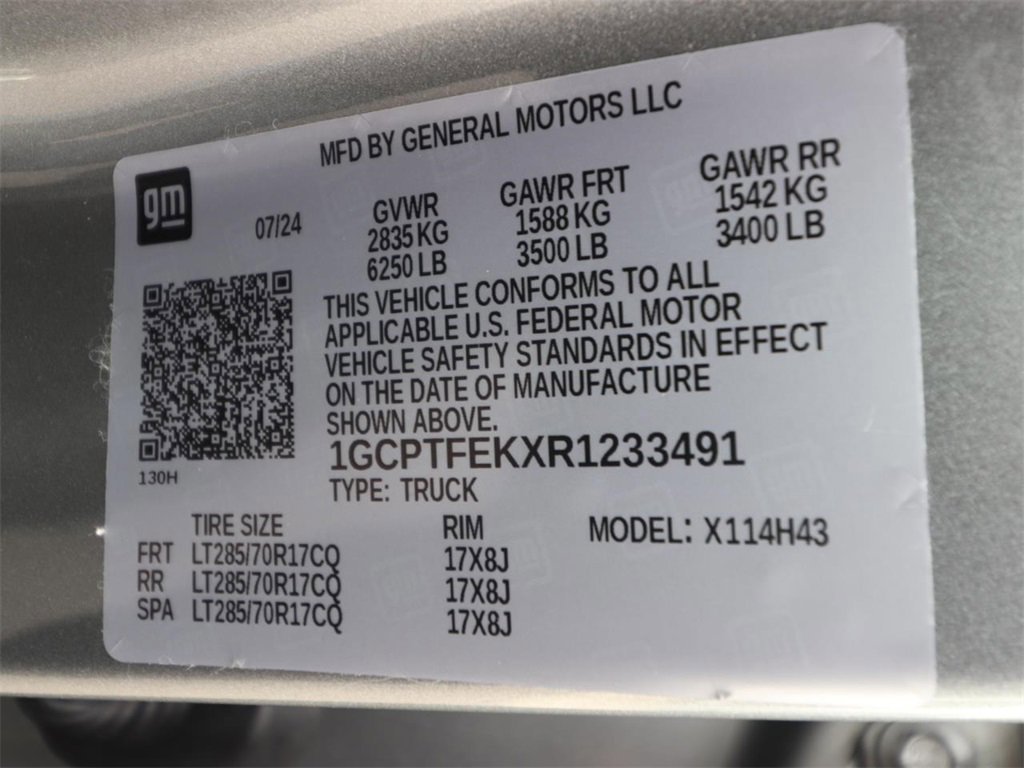 MFD BY GENERAL MOTORS LLC
gm
07/24
GVWR
2835 KG
6250 LB
GAWR FRT
1588 KG
3500 LB
GAWR RR
1542 KG
3400 LB
THIS VEHICLE CONFORMS TO ALL
APPLICABLE U.S. FEDERAL MOTOR
VEHICLE SAFETY STANDARDS IN EFFECT
ON THE DATE OF MANUFACTURE
SHOWN ABOVE.
130H
1GCPTFEKXR1233491
TYPE: TRUCK
TIRE SIZE RIM MODEL: X114H43
FRT LT285/70R17CQ 17X8J
RR LT285/70R17CQ 17X8J
SPA LT285/70R17CQ 17X8J